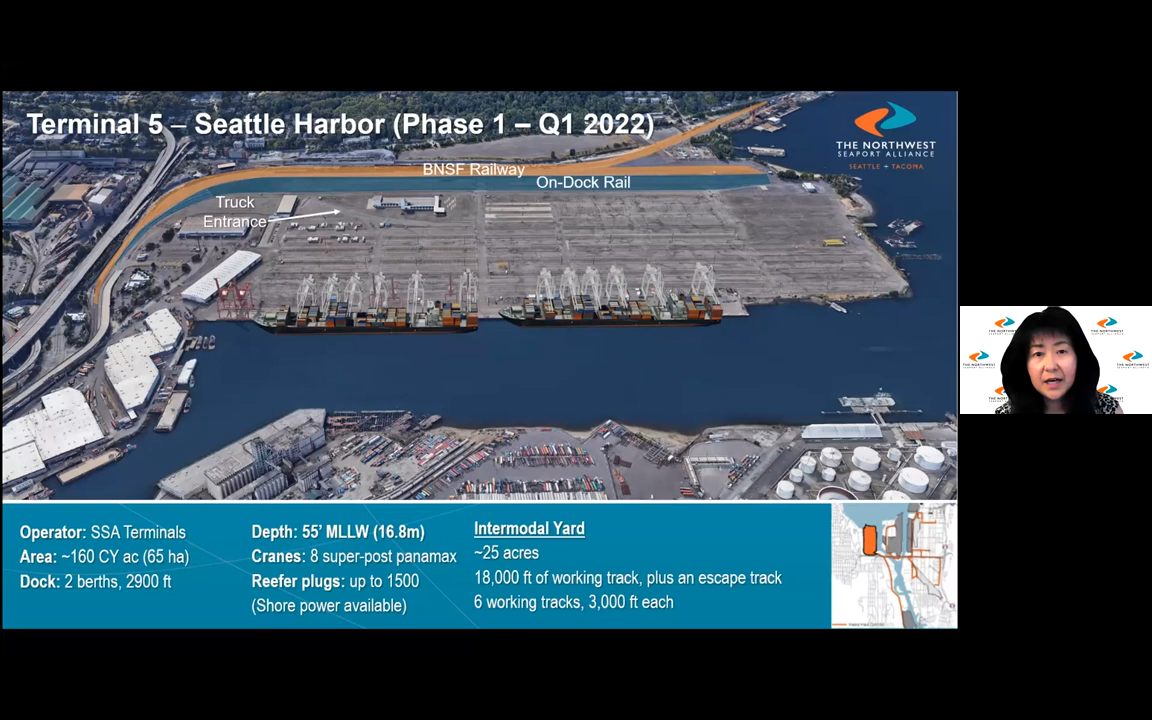 Terminal 5 – Seattle Harbor (Phase 1 – Q1 2022)
THE NORTHWEST
SEAPORT ALLIANCE
SEATTLE + TACOMA
BNSF Railway
On-Dock Rail
Truck
Entrance
Operator: SSA Terminals
Area: ~160 CY ac (65 ha)
Dock: 2 berths, 2900 ft
Depth: 55’ MLLW (16.8m)
Cranes: 8 super-post panamax
Reefer plugs: up to 1500
(Shore power available)
Intermodal Yard
~25 acres
18,000 ft of working track, plus an escape track
6 working tracks, 3,000 ft each